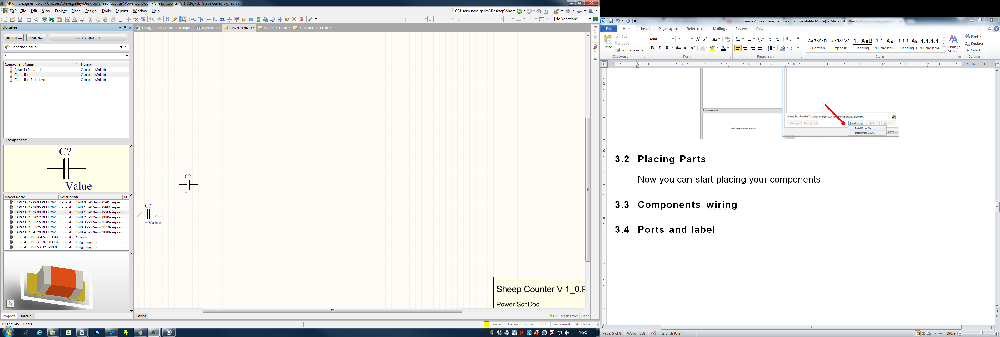 Altium Designer (16.0) - C:\Users\steve.gallay\Desktop\Sheep Counter\Power.SchDoc * - Sheep Counter V 1_0.PrjPcb. Steve Gallay signed in.
DXP File Edit View Project Place Design Tools Reports Window Help
C:\Users\steve.gallay\Desktop\She
[No Variations]
Libraries
Design Rule Verification Report MyAccount Power.SchDoc * sensor.SchDoc * Bluetooth.SchDoc *
Favorites
Clipboard
Libraries... Search... Place Capacitor
Capacitor.IntLib
*
Component Name / Library
Array 4x Isolated Capacitor.IntLib
Capacitor Capacitor.IntLib
Capacitor Polarized Capacitor.IntLib
3 components
C?
=Value
Model Name Description M.
CAPACITOR 0603 REFLOW Capacitor SMD 0.6x0.3mm (0201-imperia Foc
CAPACITOR 1005 REFLOW Capacitor SMD 1.0x0.5mm (0402-imperia Foc
CAPACITOR 1608 REFLOW Capacitor SMD 1.6x0.8mm (0603-imperia Foc
CAPACITOR 2012 REFLOW Capacitor SMD 2.0x1.2mm (0805-imperia Foc
CAPACITOR 3216 REFLOW Capacitor SMD 3.2x1.6mm (1206-imperia Foc
CAPACITOR 3225 REFLOW Capacitor SMD 3.2x2.5mm (1210-imperia Foc
CAPACITOR 4520 REFLOW Capacitor SMD 4.5x2.0mm (1808-imperia Foc
Capacitor P2.5 C4.5x2.5 H4.( Capacitor Ceramic Foc
Capacitor P2.5 C5.0x3.0 H8.( Capacitor Polypropylene Foc
Capacitor P27.5 C32.0x18.0 I Capacitor Polypropylene Foc
Projects Libraries
C?
*
C?
=Value
Sheep Counter V 1_0.Pr
Power.SchDoc
Editor
Mask Level Clear
X:132 Y:245 Grid:1
System Design Compiler SCH Instruments Shortcuts >>
14:32
Guide Altium Designer.docx [Compatibility Mode] - Microsoft Word
File Home Insert Page Layout References Mailings Review View
Paste
Cut
Copy
Format Painter
Clipboard
Arial 12
Font
Paragraph
AaBbCcD AaBbCcL 1. AaB 1.1 Aal 1.1.1 Aa 1.1.1.1
¶ Caption Emphasis ¶ Heading 1 ¶ Heading 2 ¶ Heading 3 ¶ Heading 4
Styles
Change Styles
Find
Replace
Select
Editing
0 components
No Component Selected
Library Path Relative To: C:\Users\Public\Documents\Altium\AD16\Library\
Move Up Move Down Install... Edit Remove
Install from file...
Install from Vault...
Close
3.2 Placing Parts
Now you can start placing your components
3.3 Components wiring
3.4 Ports and label
Page: 5 of 8 Words: 368 English (U.S.) 190%